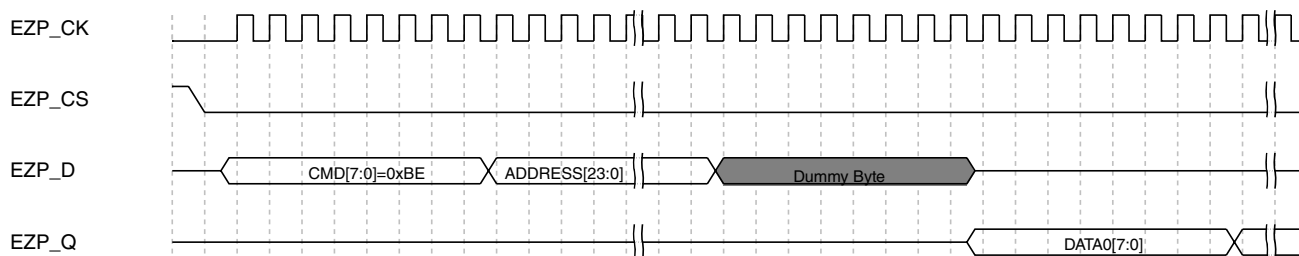 EZP_CK
EZP_CS
EZP_D
CMD[7:0]=0xBE
ADDRESS[23:0]
Dummy Byte
EZP_Q
DATA0[7:0]